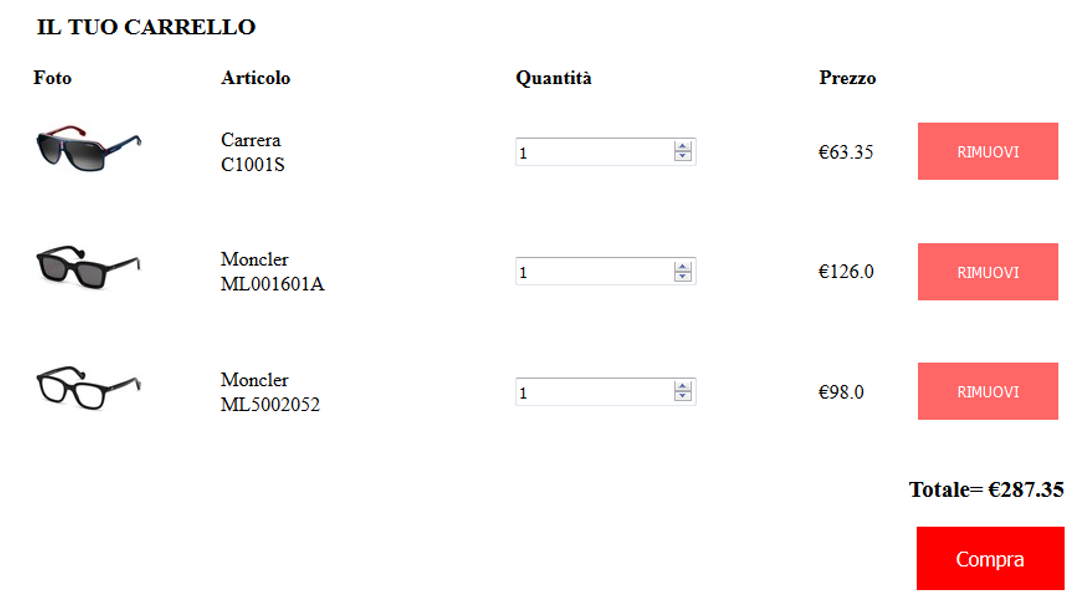 IL TUO CARRELLO
Foto Articolo Quantità Prezzo
Carrera
C1001S
1 €63.35 RIMUOVI
Moncler
ML001601A
1 €126.0 RIMUOVI
Moncler
ML5002052
1 €98.0 RIMUOVI
Totale= €287.35
Compra